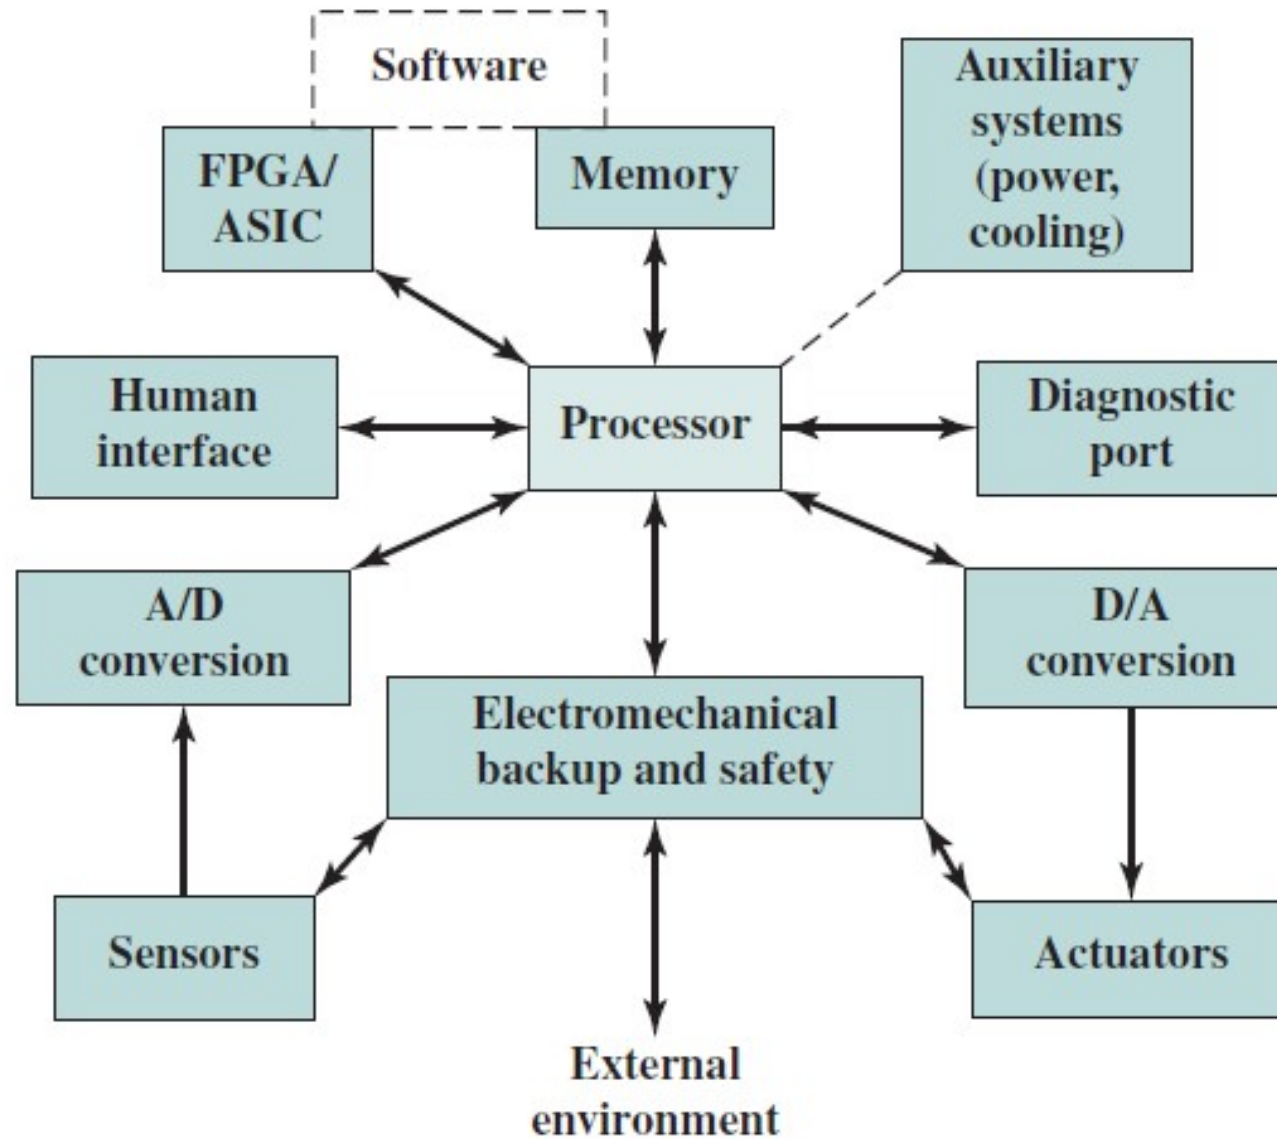 Software
Auxiliary
systems
(power,
cooling)
FPGA/
ASIC
Memory
Human
interface
Processor
Diagnostic
port
A/D
conversion
D/A
conversion
Electromechanical
backup and safety
Sensors
Actuators
External
environment